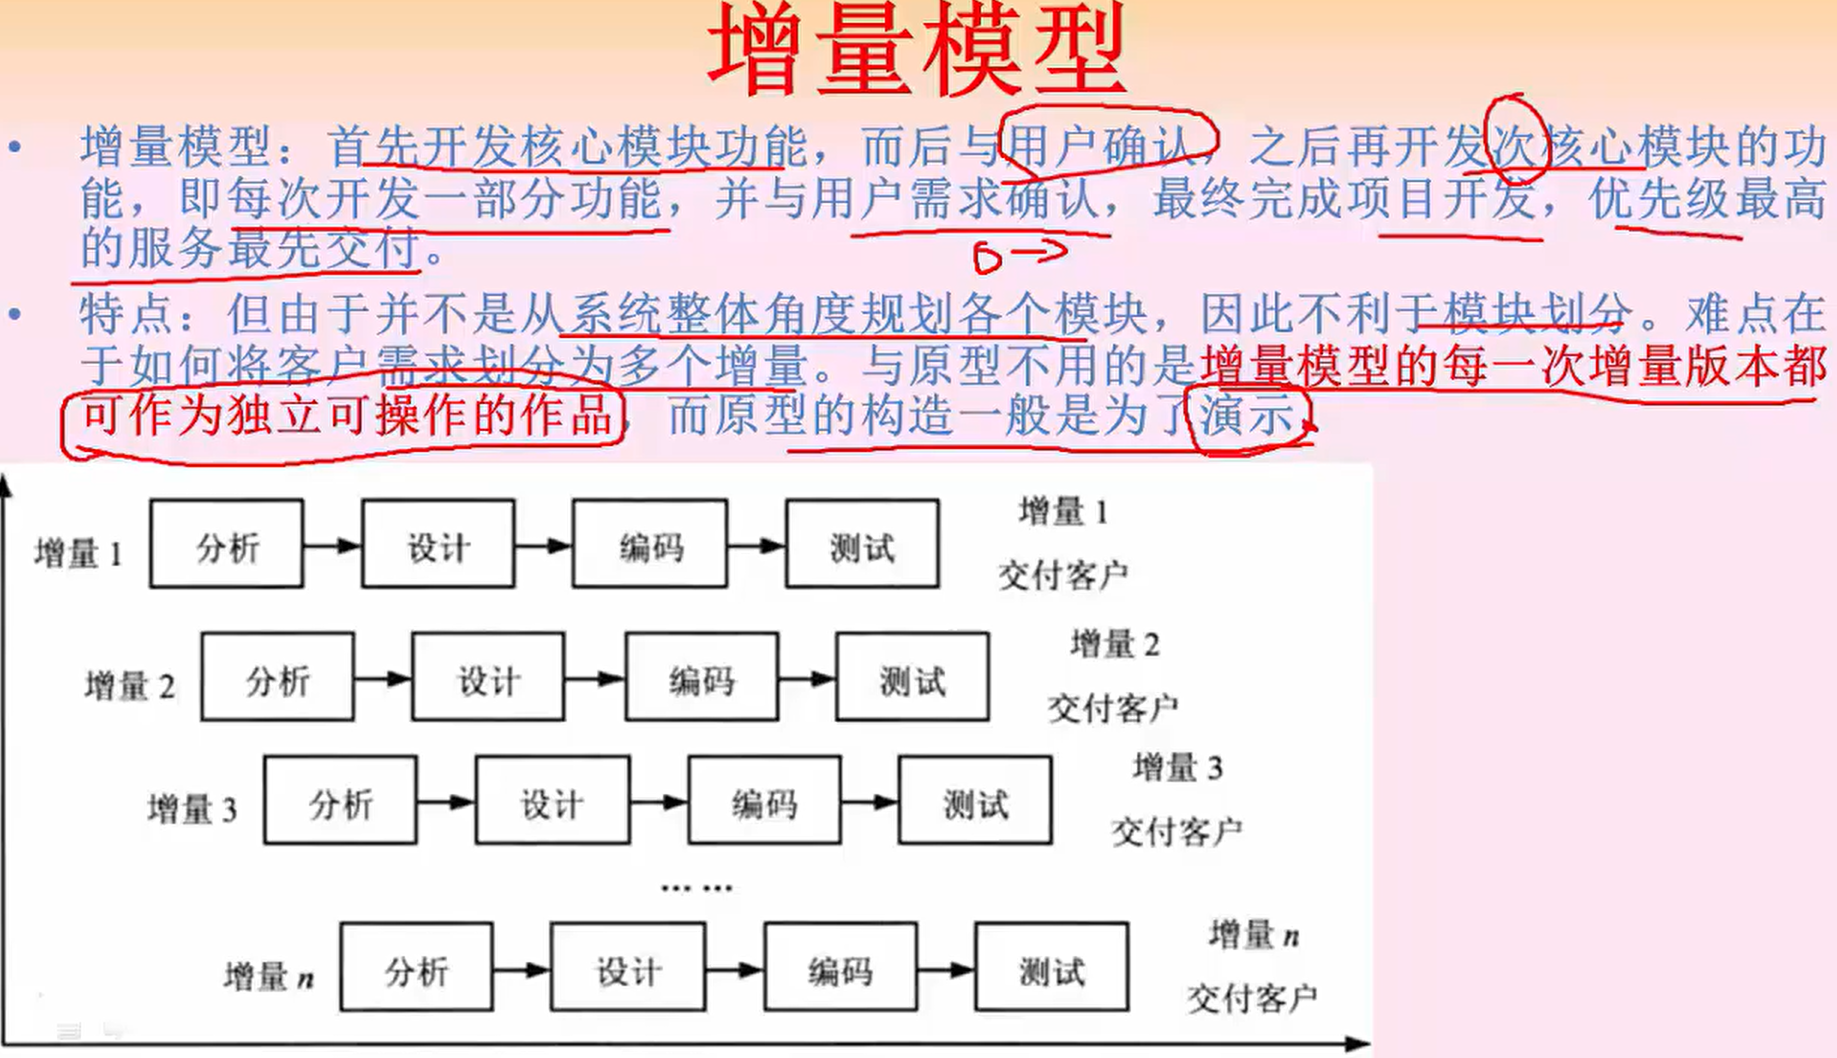 增量模型
• 增量模型：首先开发核心模块功能，而后与用户确认，之后再开发次核心模块的功
能，即每次开发一部分功能，并与用户需求确认，最终完成项目开发，优先级最高
的服务最先交付。
• 特点：但由于并不是从系统整体角度规划各个模块，因此不利于模块划分。难点在
于如何将客户需求划分为多个增量。与原型不用的是增量模型的每一次增量版本都
可作为独立可操作的作品，而原型的构造一般是为了演示
增量 1 分析 设计 编码 测试 增量 1
交付客户
增量 2 分析 设计 编码 测试 增量 2
交付客户
增量 3 分析 设计 编码 测试 增量 3
交付客户
... ...
增量 n 分析 设计 编码 测试 增量 n
交付客户